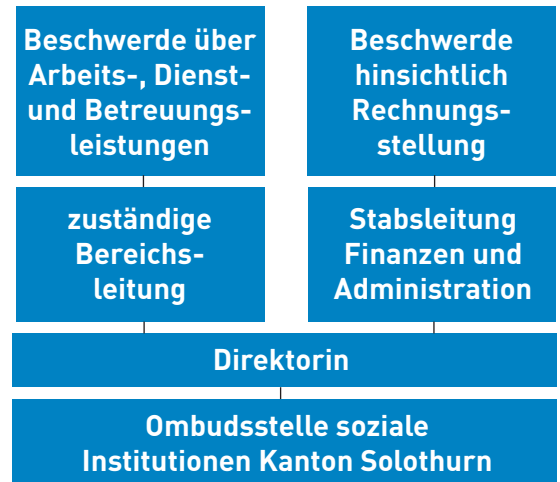 Beschwerde über
Arbeits-, Dienst-
und Betreuungs-
leistungen
Beschwerde
hinsichtlich
Rechnungs-
stellung
zuständige
Bereichs-
leitung
Stabsleitung
Finanzen und
Administration
Direktorin
Ombudsstelle soziale
Institutionen Kanton Solothurn